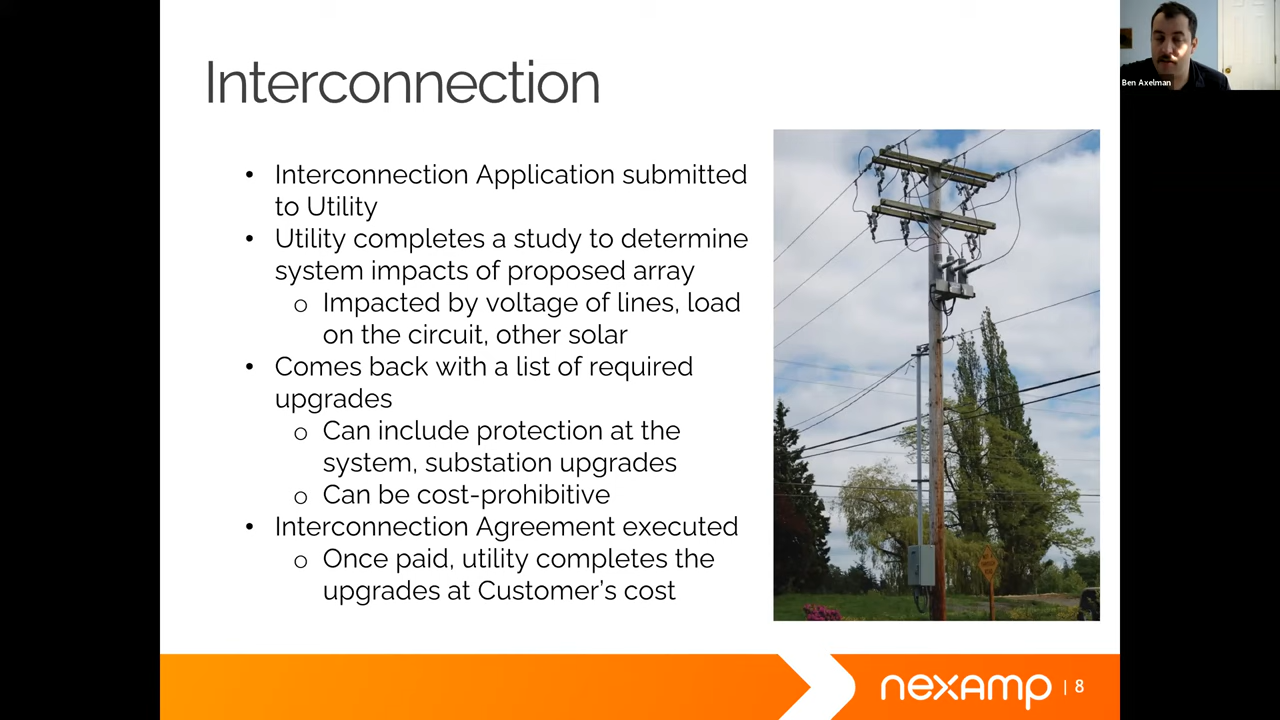 Interconnection
• Interconnection Application submitted
to Utility
• Utility completes a study to determine
system impacts of proposed array
o Impacted by voltage of lines, load
on the circuit, other solar
• Comes back with a list of required
upgrades
o Can include protection at the
system, substation upgrades
o Can be cost-prohibitive
• Interconnection Agreement executed
o Once paid, utility completes the
upgrades at Customer’s cost
nexamp | 8
Ben Axelman